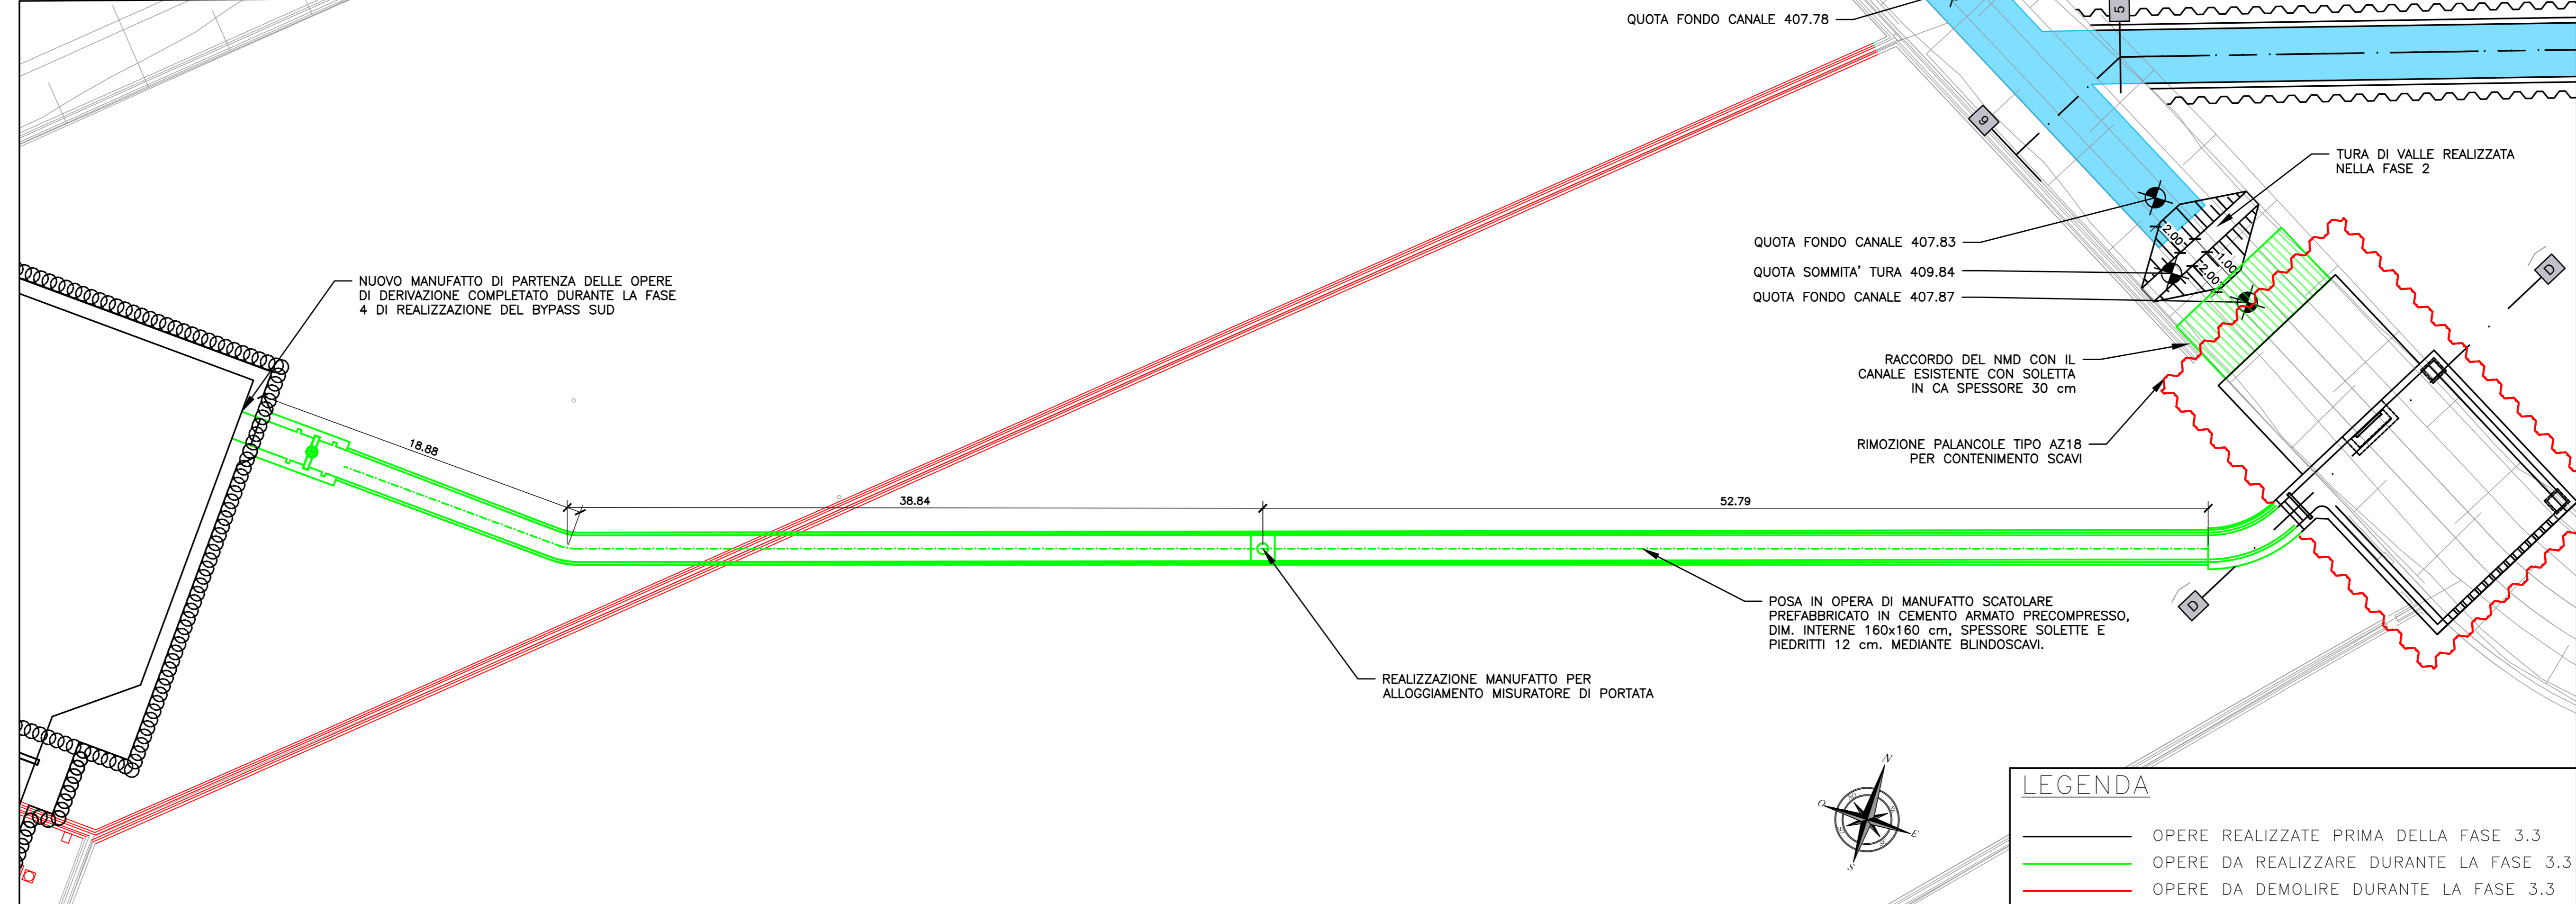 QUOTA FONDO CANALE 407.78
5
9
TURA DI VALLE REALIZZATA
NELLA FASE 2
QUOTA FONDO CANALE 407.83
QUOTA SOMMITA' TURA 409.84
QUOTA FONDO CANALE 407.87
2.00
1.00
2.00
D
NUOVO MANUFATTO DI PARTENZA DELLE OPERE
DI DERIVAZIONE COMPLETATO DURANTE LA FASE
4 DI REALIZZAZIONE DEL BYPASS SUD
RACCORDO DEL NMD CON IL
CANALE ESISTENTE CON SOLETTA
IN CA SPESSORE 30 cm
RIMOZIONE PALANCOLE TIPO AZ18
PER CONTENIMENTO SCAVI
18.88
38.84
52.79
POSA IN OPERA DI MANUFATTO SCATOLARE
PREFABBRICATO IN CEMENTO ARMATO PRECOMPRESSO,
DIM. INTERNE 160x160 cm, SPESSORE SOLETTE E
PIEDRITTI 12 cm. MEDIANTE BLINDOSCAVI.
D
REALIZZAZIONE MANUFATTO PER
ALLOGGIAMENTO MISURATORE DI PORTATA
N
O
E
S
LEGENDA
OPERE REALIZZATE PRIMA DELLA FASE 3.3
OPERE DA REALIZZARE DURANTE LA FASE 3.3
OPERE DA DEMOLIRE DURANTE LA FASE 3.3